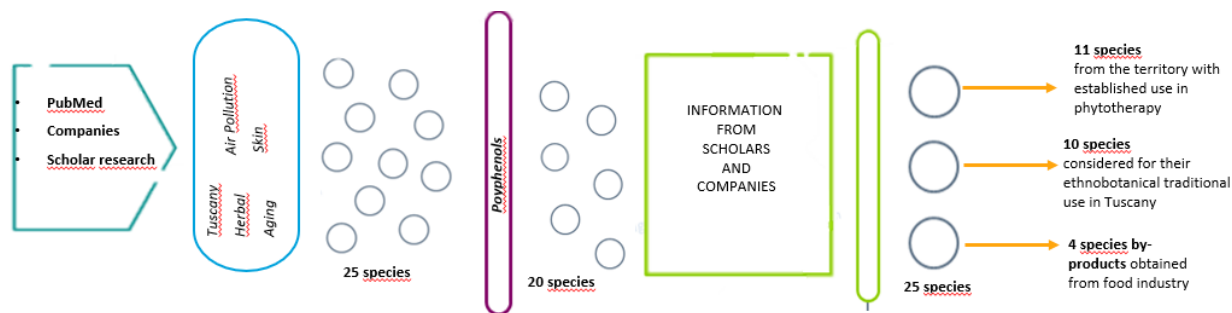 • PubMed
• Companies
• Scholar research
Tuscany
Herbal
Aging
Air Pollution
Skin
25 species
Poyphenols
20 species
INFORMATION
FROM
SCHOLARS
AND
COMPANIES
25 species
11 species
from the territory with
established use in
phytotherapy
10 species
considered for their
ethnobotanical traditional
use in Tuscany
4 species by-
products obtained
from food industry